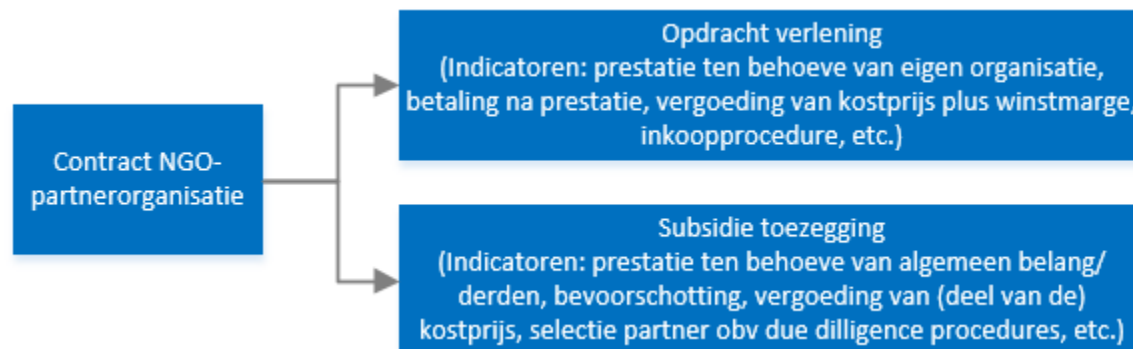 Contract NGO-
partnerorganisatie
Opdracht verlening
(Indicatoren: prestatie ten behoeve van eigen organisatie,
betaling na prestatie, vergoeding van kostprijs plus winstmarge,
inkoopprocedure, etc.)
Subsidie toezegging
(Indicatoren: prestatie ten behoeve van algemeen belang/
derden, bevoorschotting, vergoeding van (deel van de)
kostprijs, selectie partner obv due dilligence procedures, etc.)